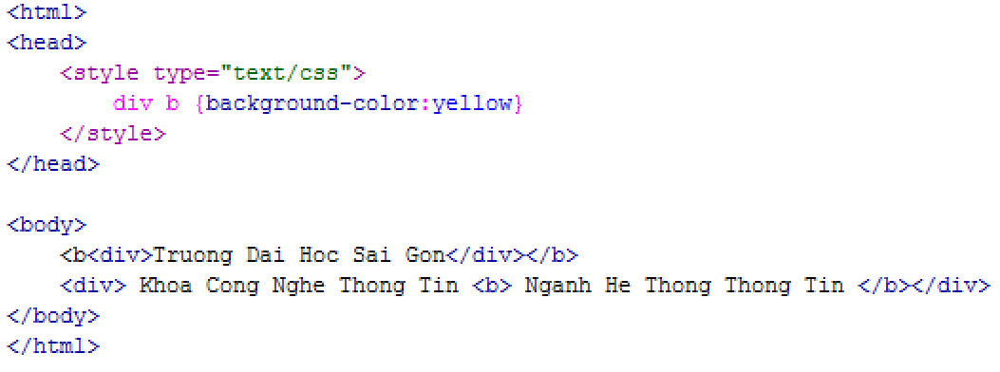 <html>
<head>
<style type="text/css">
div b {background-color:yellow}
</style>
</head>
<body>
<b<div>Truong Dai Hoc Sai Gon</div></b>
<div> Khoa Cong Nghe Thong Tin <b> Nganh He Thong Thong Tin </b></div>
</body>
</html>